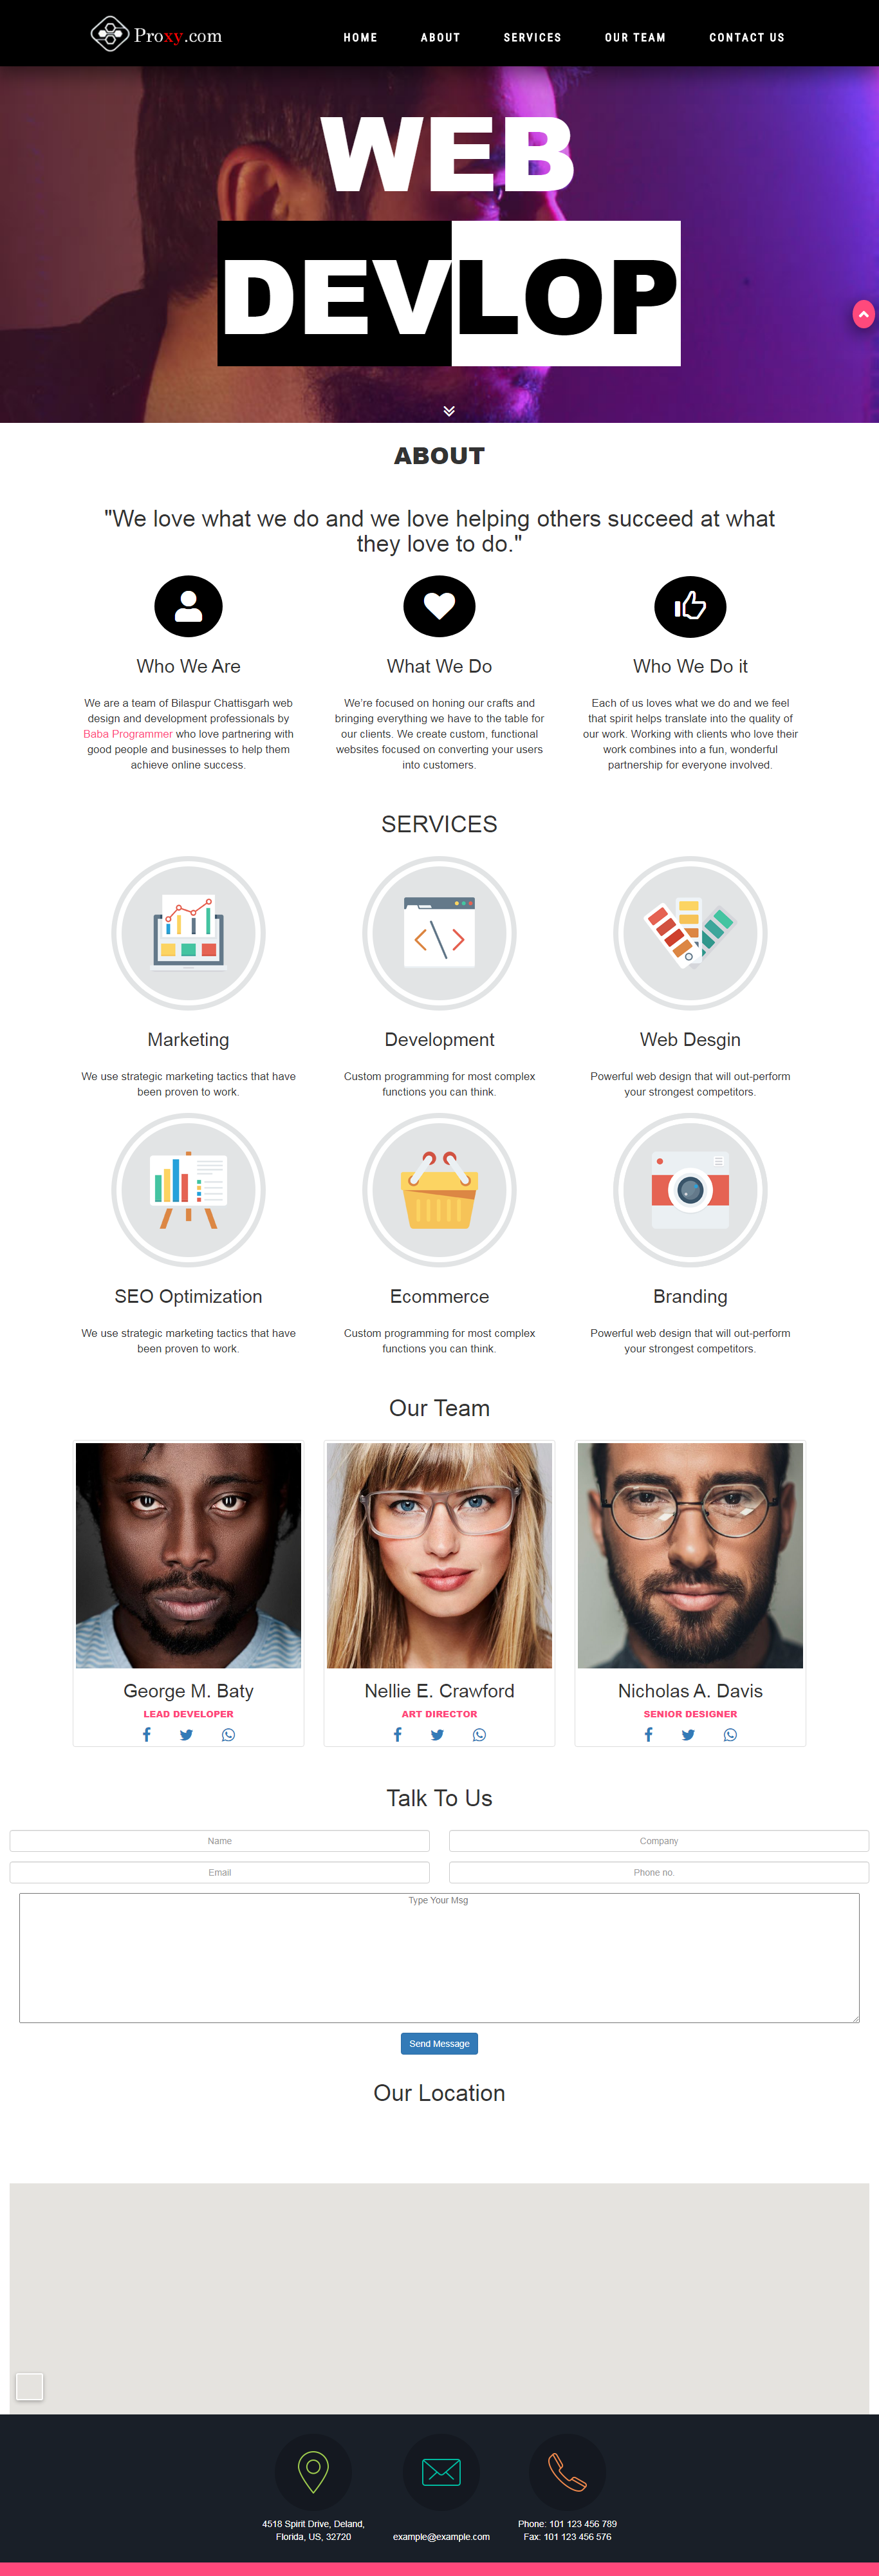 Proxy.com
HOME ABOUT SERVICES OUR TEAM CONTACT US
WEB
DEVLOP
ABOUT
"We love what we do and we love helping others succeed at what
they love to do."
Who We Are
We are a team of Bilaspur Chattisgarh web
design and development professionals by
Baba Programmer who love partnering with
good people and businesses to help them
achieve online success.
What We Do
We're focused on honing our crafts and
bringing everything we have to the table for
our clients. We create custom, functional
websites focused on converting your users
into customers.
Who We Do it
Each of us loves what we do and we feel
that spirit helps translate into the quality of
our work. Working with clients who love their
work combines into a fun, wonderful
partnership for everyone involved.
SERVICES
Marketing
We use strategic marketing tactics that have
been proven to work.
Development
Custom programming for most complex
functions you can think.
Web Desgin
Powerful web design that will out-perform
your strongest competitors.
SEO Optimization
We use strategic marketing tactics that have
been proven to work.
Ecommerce
Custom programming for most complex
functions you can think.
Branding
Powerful web design that will out-perform
your strongest competitors.
Our Team
George M. Baty
LEAD DEVELOPER
Nellie E. Crawford
ART DIRECTOR
Nicholas A. Davis
SENIOR DESIGNER
Talk To Us
Name
Company
Email
Phone no.
Type Your Msg
Send Message
Our Location
4518 Spirit Drive, Deland,
Florida, US, 32720
example@example.com
Phone: 101 123 456 789
Fax: 101 123 456 576